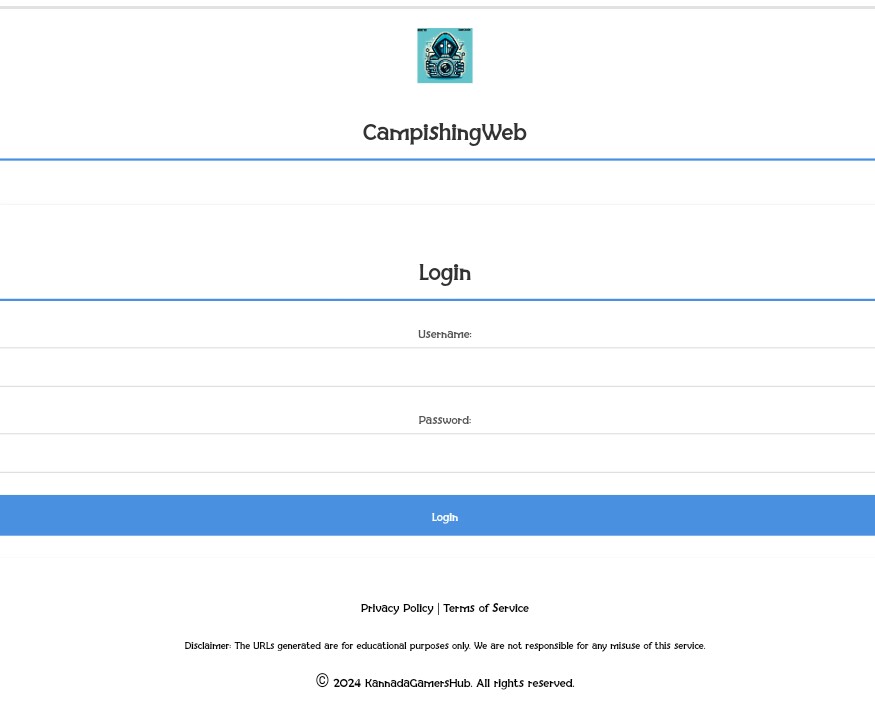 CampishingWeb
Login
Username:
Password:
Login
Privacy Policy | Terms of Service
Disclaimer: The URLs generated are for educational purposes only. We are not responsible for any misuse of this service.
© 2024 KannadaGamersHub. All rights reserved.